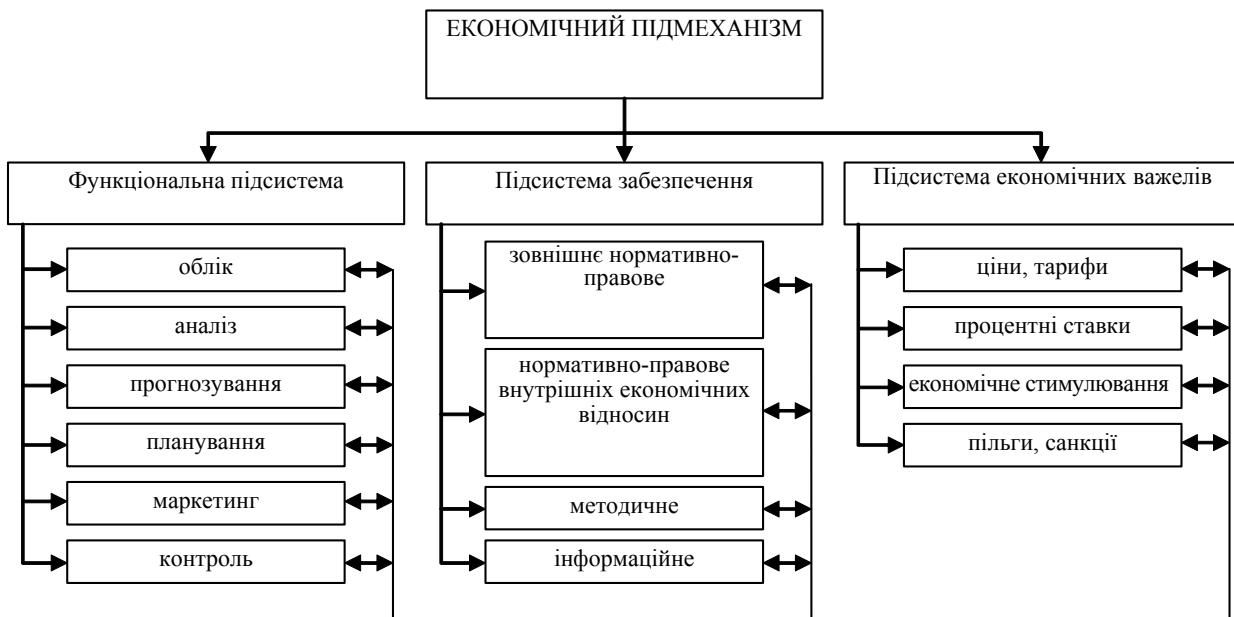 ЕКОНОМІЧНИЙ ПІДМЕХАНІЗМ
Функціональна підсистема
облік
аналіз
прогнозування
планування
маркетинг
контроль
Підсистема забезпечення
зовнішнє нормативно-
правове
нормативно-правове
внутрішніх економічних
відносин
методичне
інформаційне
Підсистема економічних важелів
ціни, тарифи
процентні ставки
економічне стимулювання
пільги, санкції